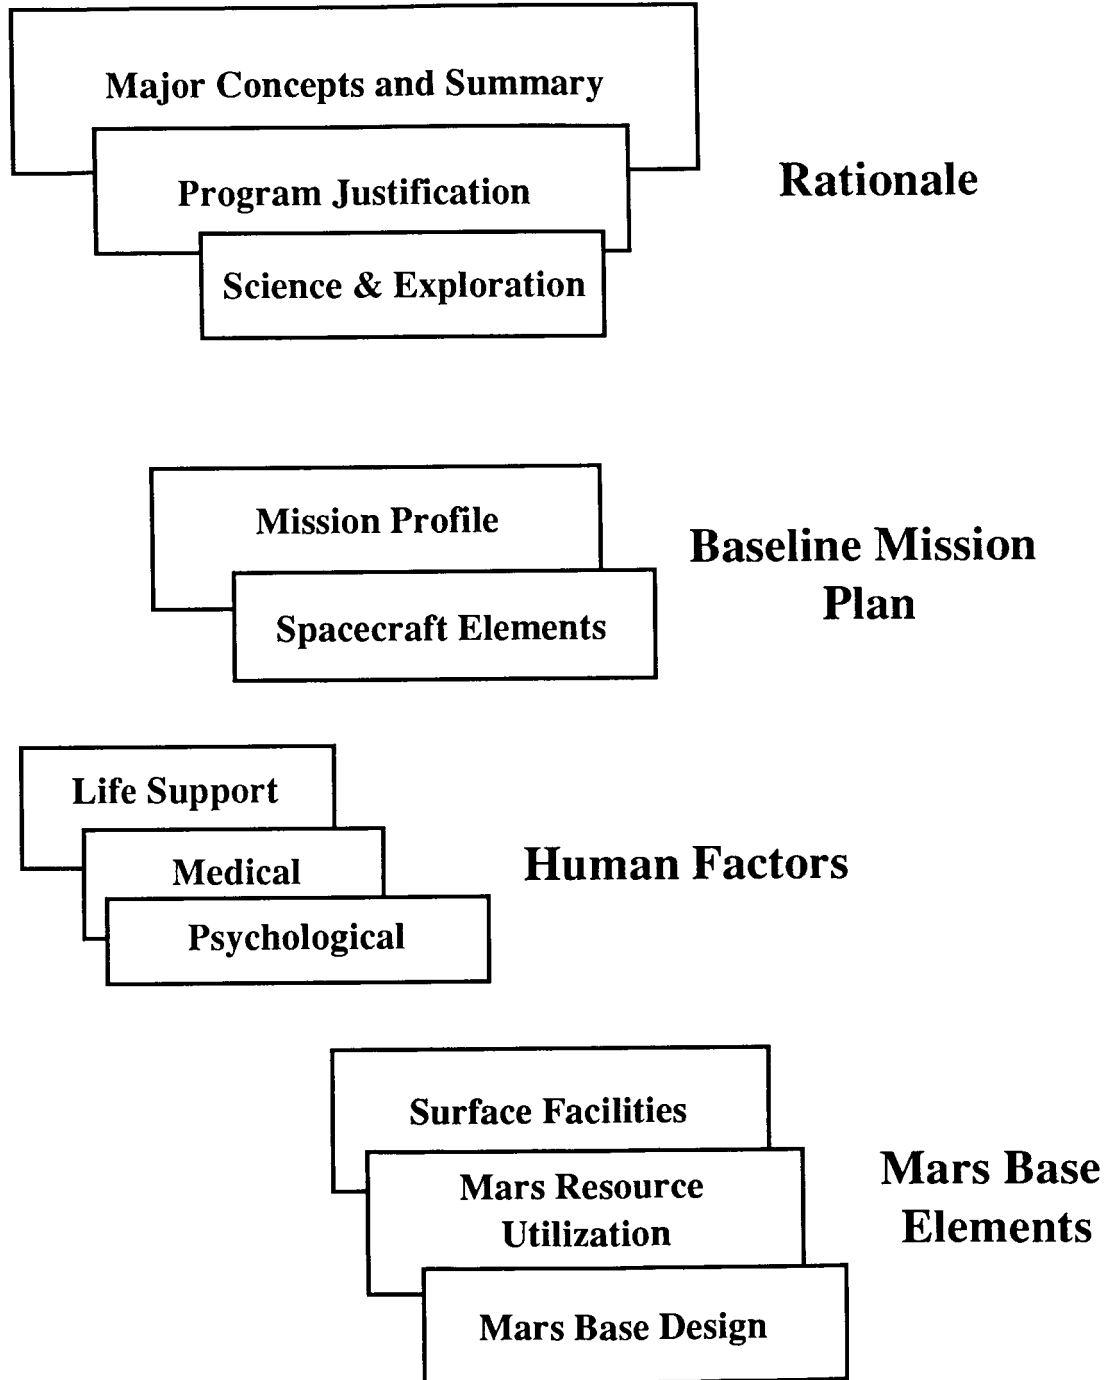 Major Concepts and Summary
Program Justification
Science & Exploration
Rationale
Mission Profile
Spacecraft Elements
Baseline Mission
Plan
Life Support
Medical
Psychological
Human Factors
Surface Facilities
Mars Resource
Utilization
Mars Base Design
Mars Base
Elements